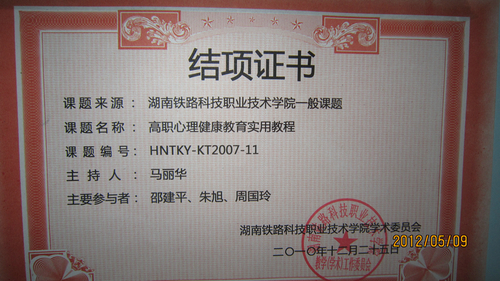 结项证书
课题来源：湖南铁路科技职业技术学院一般课题
课题名称：高职心理健康教育实用教程
课题编号：HNTKY-KT2007-11
主持人：马丽华
主要参与者：邵建平、朱旭、周国玲
湖南铁路科技职业技术学院学术委员会
二〇一〇年十二月二十五日
2012/05/09